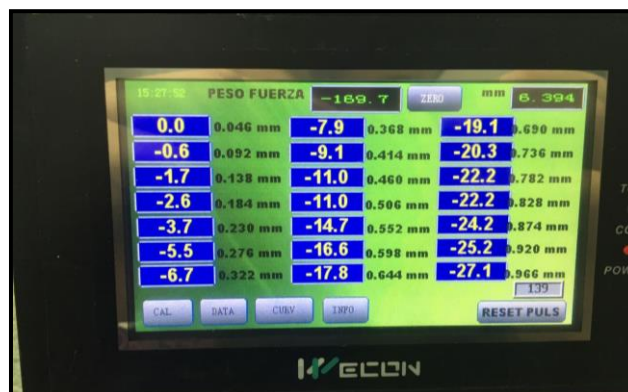 15:27:52 PESO FUERZA -169.7 ZERO mm 6.394
0.0 0.046 mm -7.9 0.368 mm -19.1 0.690 mm
-0.6 0.092 mm -9.1 0.414 mm -20.3 0.736 mm
-1.7 0.138 mm -11.0 0.460 mm -22.2 0.782 mm
-2.6 0.184 mm -11.0 0.506 mm -22.2 0.828 mm
-3.7 0.230 mm -14.7 0.552 mm -24.2 0.874 mm
-5.5 0.276 mm -16.6 0.598 mm -25.2 0.920 mm
-6.7 0.322 mm -17.8 0.644 mm -27.1 0.966 mm
139
CAL DATA CURV INFO RESET PULS
WECON